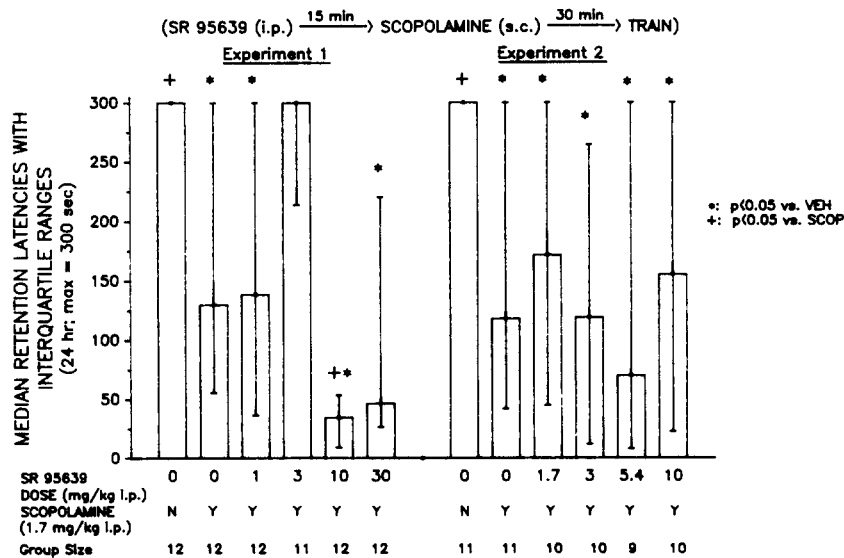 (SR 95639 (i.p.) 15 min > SCOPOLAMINE (s.c.) 30 min > TRAIN)
Experiment 1 Experiment 2
+ * * + * * * *
*
*
+*
MEDIAN RETENTION LATENCIES WITH
INTERQUARTILE RANGES
(24 hr; max = 300 sec)
300
250
200
150
100
50
0
*: p<0.05 vs. VEH
+: p<0.05 vs. SCOP
SR 95639 0 0 1 3 10 30 0 0 1.7 3 5.4 10
DOSE (mg/kg i.p.)
SCOPOLAMINE N Y Y Y Y Y N Y Y Y Y Y
(1.7 mg/kg i.p.)
Group Size 12 12 12 11 12 12 11 11 10 10 9 10